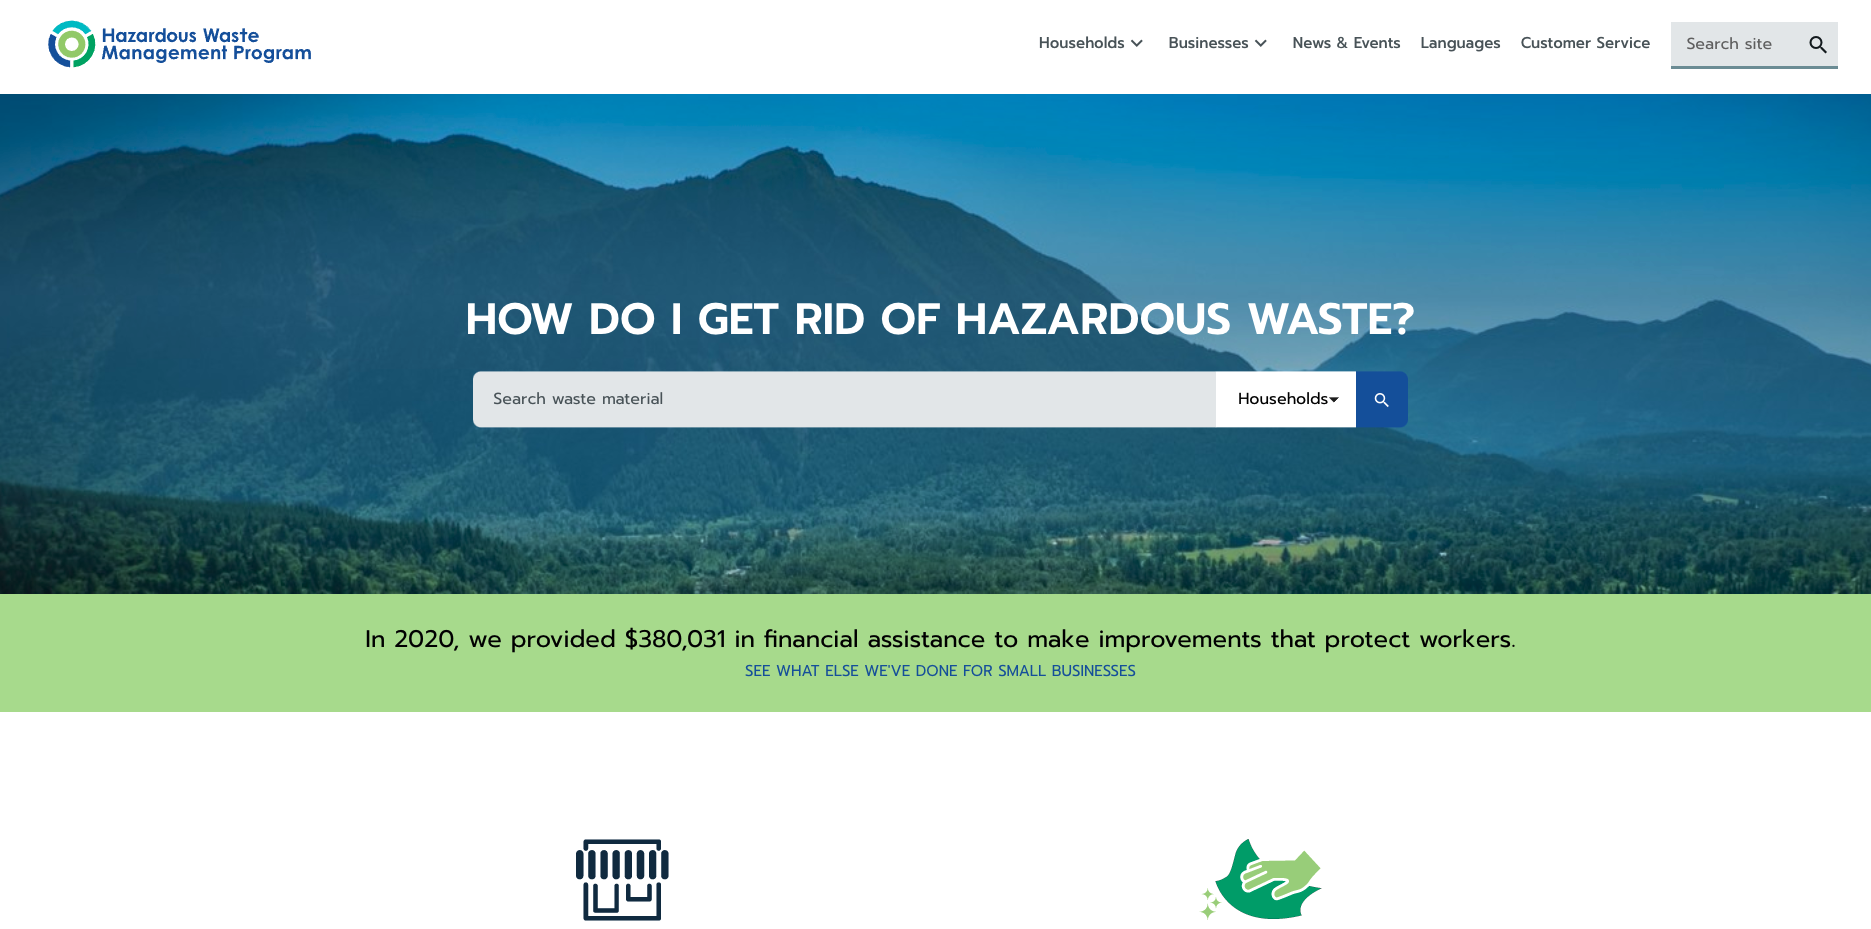 Hazardous Waste
Management Program
Households
Businesses
News & Events
Languages
Customer Service
Search site
HOW DO I GET RID OF HAZARDOUS WASTE?
Search waste material
Households
In 2020, we provided $380,031 in financial assistance to make improvements that protect workers.
SEE WHAT ELSE WE'VE DONE FOR SMALL BUSINESSES